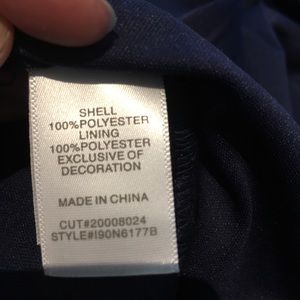 SHELL
100%POLYESTER
LINING
100%POLYESTER
EXCLUSIVE OF
DECORATION
MADE IN CHINA
CUT#20008024
STYLE#I90N6177B